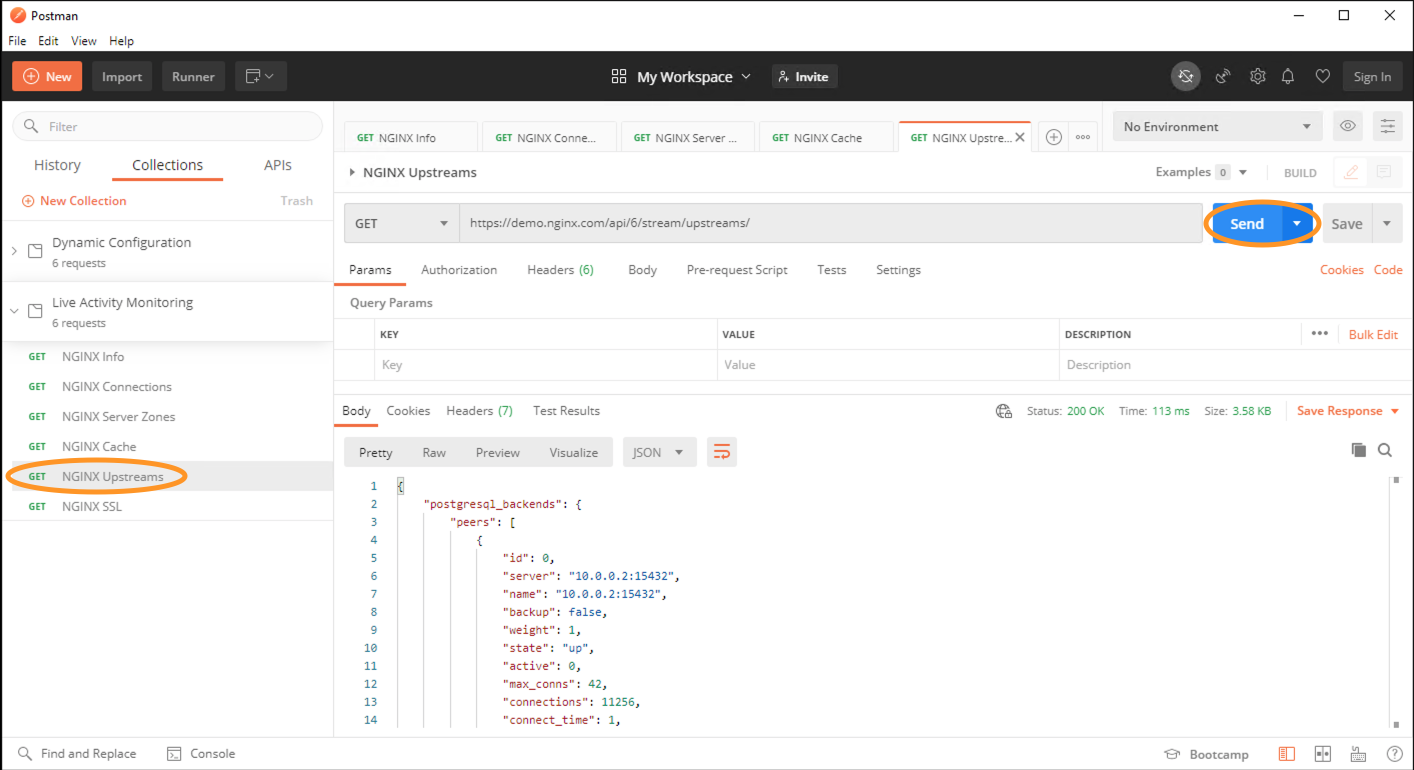 Postman
File Edit View Help
New Import Runner My Workspace Invite Sign In
Filter
History Collections APIs
New Collection Trash
Dynamic Configuration
6 requests
Live Activity Monitoring
6 requests
GET NGINX Info
GET NGINX Connections
GET NGINX Server Zones
GET NGINX Cache
GET NGINX Upstreams
GET NGINX SSL
GET NGINX Info GET NGINX Conne... GET NGINX Server ... GET NGINX Cache GET NGINX Upstre... No Environment
NGINX Upstreams Examples 0 BUILD
GET https://demo.nginx.com/api/6/stream/upstreams/ Send Save
Params Authorization Headers (6) Body Pre-request Script Tests Settings Cookies Code
Query Params
KEY VALUE DESCRIPTION Bulk Edit
Key Value Description
Body Cookies Headers (7) Test Results Status: 200 OK Time: 113 ms Size: 3.58 KB Save Response
Pretty Raw Preview Visualize JSON
1 {
2 "postgresql_backends": {
3 "peers": [
4 {
5 "id": 0,
6 "server": "10.0.0.2:15432",
7 "name": "10.0.0.2:15432",
8 "backup": false,
9 "weight": 1,
10 "state": "up",
11 "active": 0,
12 "max_conns": 42,
13 "connections": 11256,
14 "connect_time": 1,
Find and Replace Console Bootcamp